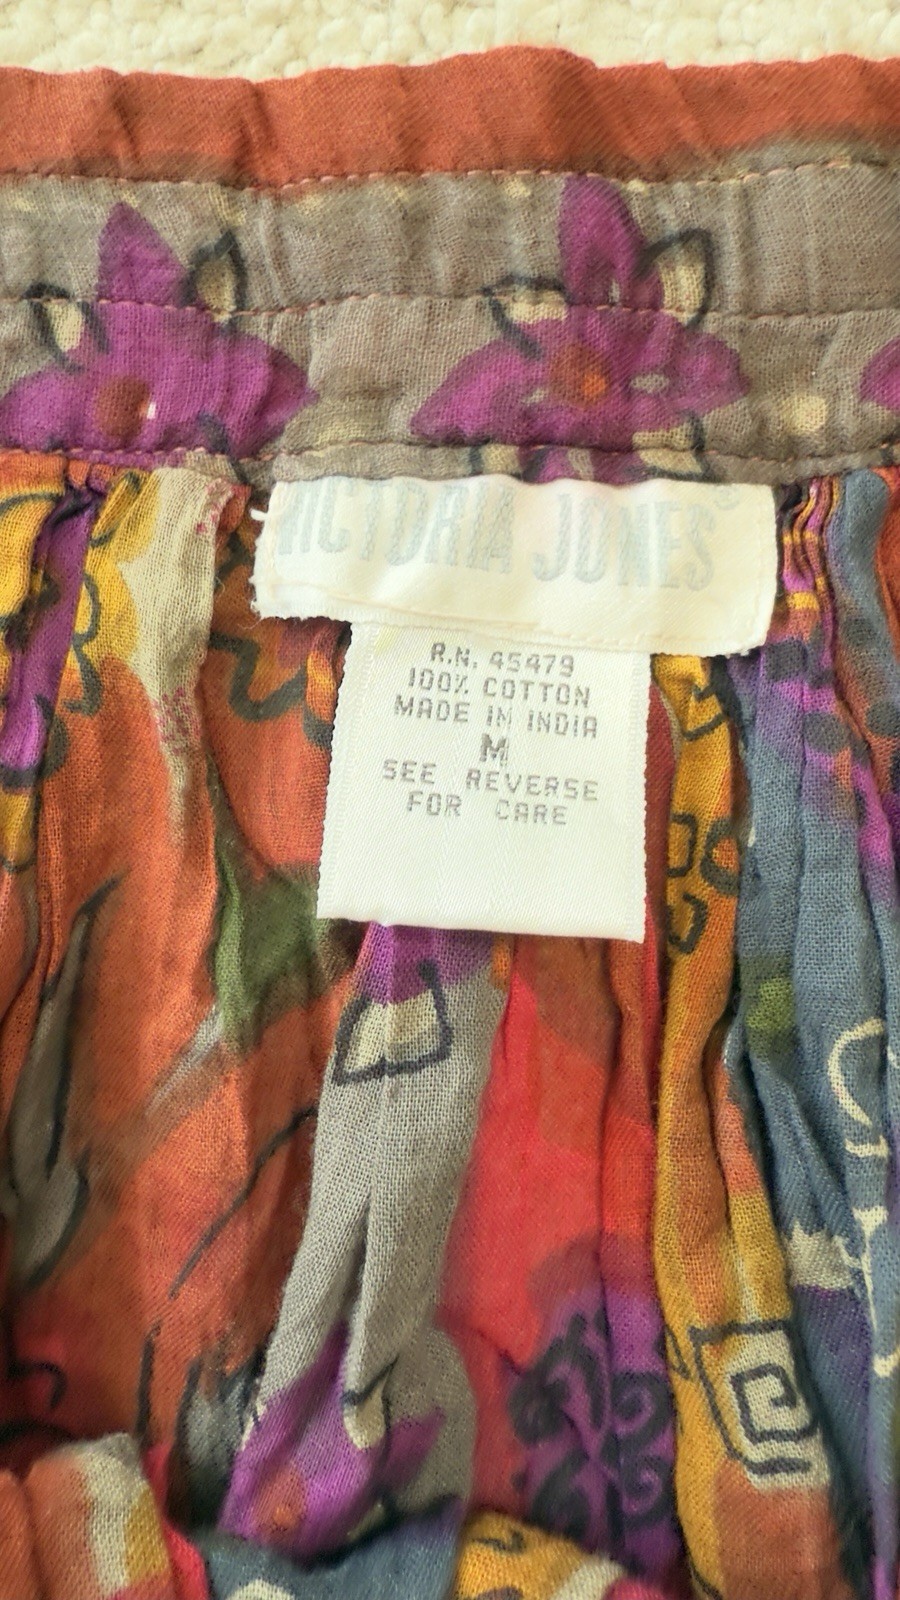 VICTORIA JONES®
R.N. 45479
100% COTTON
MADE IN INDIA
M
SEE REVERSE
FOR CARE